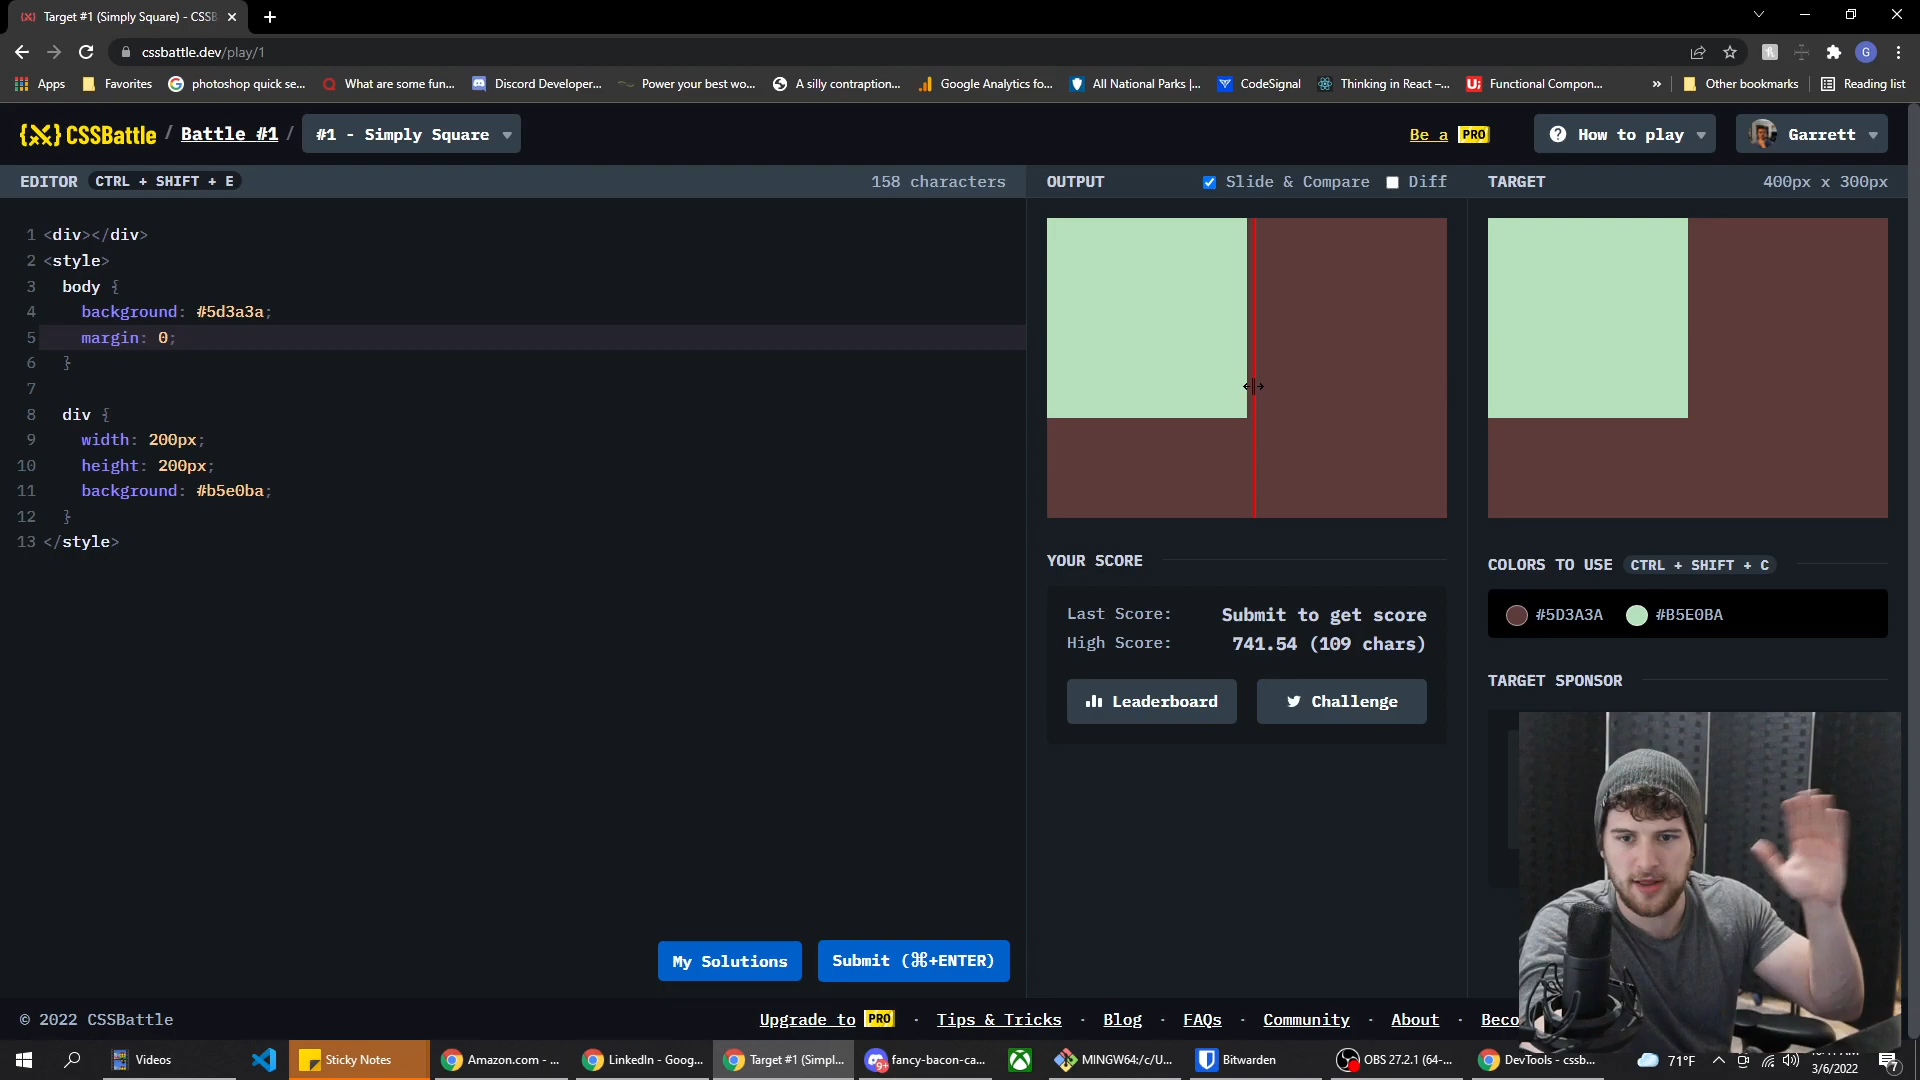 Target #1 (Simply Square) - CSSB
cssbattle.dev/play/1
G
Apps
Favorites
photoshop quick se...
What are some fun...
Discord Developer...
Power your best wo...
A silly contraption...
Google Analytics fo...
All National Parks |...
CodeSignal
Thinking in React –...
Functional Compon...
»
Other bookmarks
Reading list
CSSBattle / Battle #1 / #1 - Simply Square
Be a PRO
How to play
Garrett
EDITOR CTRL + SHIFT + E 158 characters
OUTPUT Slide & Compare Diff
TARGET 400px x 300px
1 <div></div>
2 <style>
3 body {
4 background: #5d3a3a;
5 margin: 0;
6 }
7
8 div {
9 width: 200px;
10 height: 200px;
11 background: #b5e0ba;
12 }
13 </style>
YOUR SCORE
Last Score: Submit to get score
High Score: 741.54 (109 chars)
Leaderboard
Challenge
COLORS TO USE CTRL + SHIFT + C
#5D3A3A #B5E0BA
TARGET SPONSOR
My Solutions
Submit (⌘+ENTER)
© 2022 CSSBattle
Upgrade to PRO · Tips & Tricks · Blog · FAQs · Community · About · Beco
Videos
Sticky Notes
Amazon.com - ...
LinkedIn - Goog...
Target #1 (Simpl...
9+
fancy-bacon-ca...
MINGW64:/c/U...
Bitwarden
OBS 27.2.1 (64-...
DevTools - cssb...
71°F
3/6/2022
7